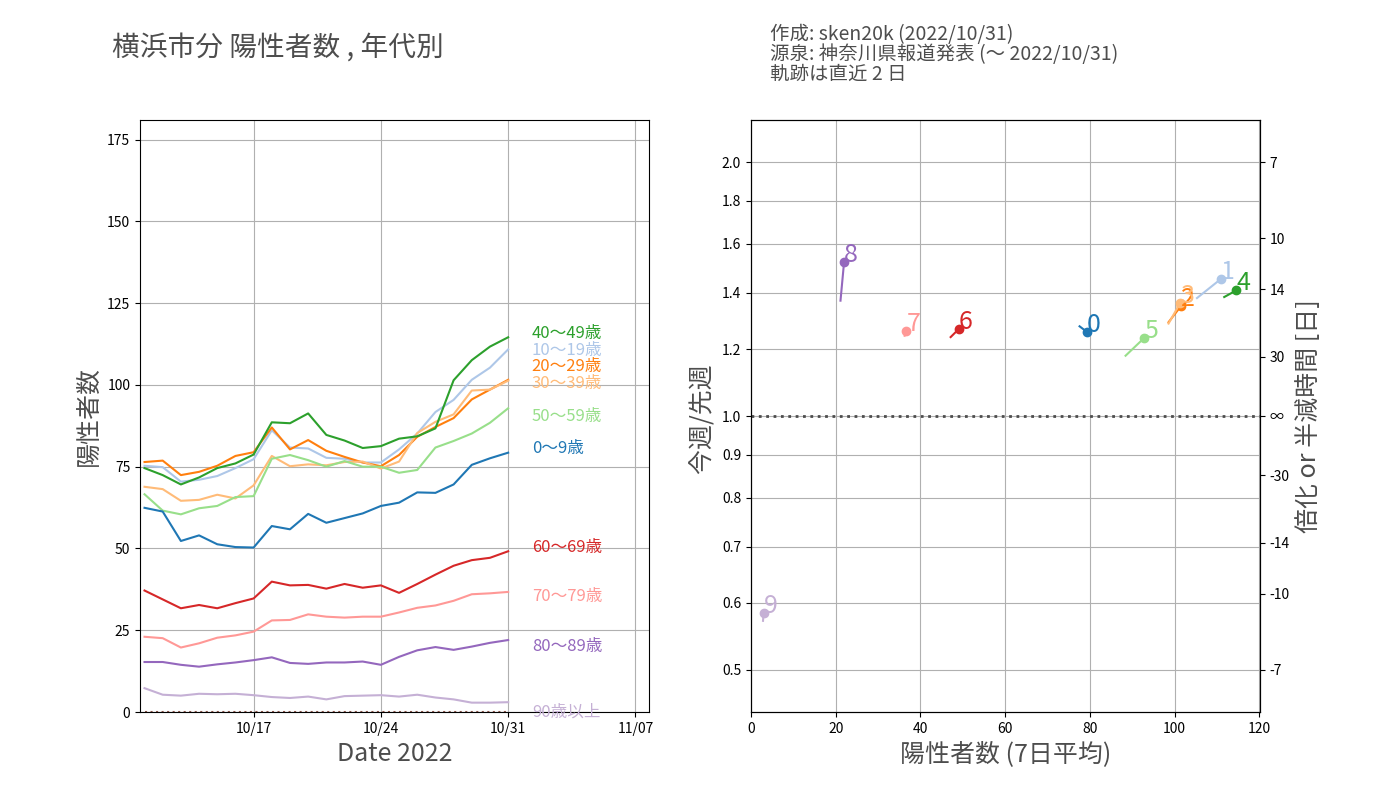 横浜市分 陽性者数 , 年代別
作成: sken20k (2022/10/31)
源泉: 神奈川県報道発表 (〜 2022/10/31)
軌跡は直近 2 日
陽性者数
175
150
125
100
75
50
25
0
40〜49歳
10〜19歳
20〜29歳
30〜39歳
50〜59歳
0〜9歳
60〜69歳
70〜79歳
80〜89歳
90歳以上
10/17
10/24
10/31
11/07
Date 2022
今週/先週
2.0
1.8
1.6
1.4
1.2
1.0
0.9
0.8
0.7
0.6
0.5
8
7
6
0
5
2
3
1
4
9
7
10
14
30
∞
-30
-14
-10
-7
倍化 or 半減時間 [日]
0
20
40
60
80
100
120
陽性者数 (7日平均)